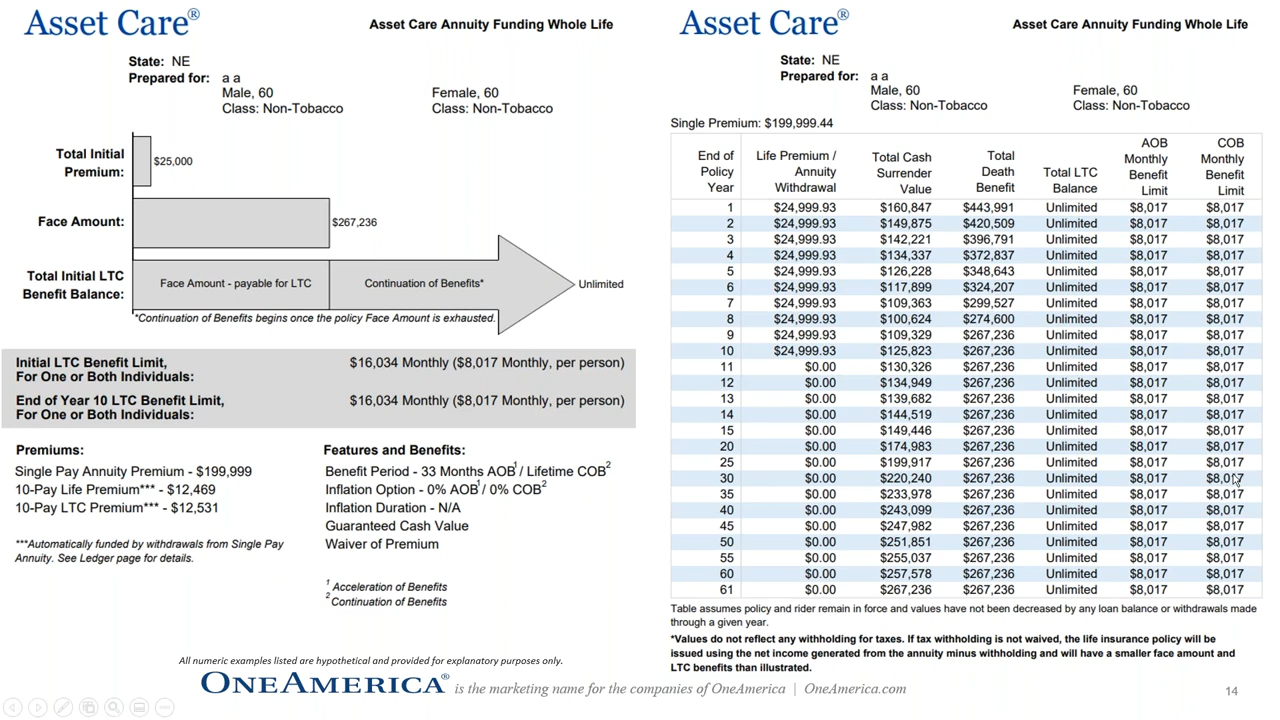 Asset Care®
Asset Care Annuity Funding Whole Life
State: NE
Prepared for: a a
Male, 60 Female, 60
Class: Non-Tobacco Class: Non-Tobacco
Total Initial
Premium:
$25,000
Face Amount:
$267,236
Total Initial LTC
Benefit Balance:
Face Amount - payable for LTC
Continuation of Benefits*
Unlimited
*Continuation of Benefits begins once the policy Face Amount is exhausted.
Initial LTC Benefit Limit, $16,034 Monthly ($8,017 Monthly, per person)
For One or Both Individuals:
End of Year 10 LTC Benefit Limit, $16,034 Monthly ($8,017 Monthly, per person)
For One or Both Individuals:
Premiums:
Single Pay Annuity Premium - $199,999
10-Pay Life Premium*** - $12,469
10-Pay LTC Premium*** - $12,531
***Automatically funded by withdrawals from Single Pay
Annuity. See Ledger page for details.
Features and Benefits:
Benefit Period - 33 Months AOB¹ / Lifetime COB²
Inflation Option - 0% AOB¹ / 0% COB²
Inflation Duration - N/A
Guaranteed Cash Value
Waiver of Premium
¹ Acceleration of Benefits
² Continuation of Benefits
Asset Care®
Asset Care Annuity Funding Whole Life
State: NE
Prepared for: a a
Male, 60 Female, 60
Class: Non-Tobacco Class: Non-Tobacco
Single Premium: $199,999.44
End of Policy Year Life Premium / Annuity Withdrawal Total Cash Surrender Value Total Death Benefit Total LTC Balance AOB Monthly Benefit Limit COB Monthly Benefit Limit
1 $24,999.93 $160,847 $443,991 Unlimited $8,017 $8,017
2 $24,999.93 $149,875 $420,509 Unlimited $8,017 $8,017
3 $24,999.93 $142,221 $396,791 Unlimited $8,017 $8,017
4 $24,999.93 $134,337 $372,837 Unlimited $8,017 $8,017
5 $24,999.93 $126,228 $348,643 Unlimited $8,017 $8,017
6 $24,999.93 $117,899 $324,207 Unlimited $8,017 $8,017
7 $24,999.93 $109,363 $299,527 Unlimited $8,017 $8,017
8 $24,999.93 $100,624 $274,600 Unlimited $8,017 $8,017
9 $24,999.93 $109,329 $267,236 Unlimited $8,017 $8,017
10 $24,999.93 $125,823 $267,236 Unlimited $8,017 $8,017
11 $0.00 $130,326 $267,236 Unlimited $8,017 $8,017
12 $0.00 $134,949 $267,236 Unlimited $8,017 $8,017
13 $0.00 $139,682 $267,236 Unlimited $8,017 $8,017
14 $0.00 $144,519 $267,236 Unlimited $8,017 $8,017
15 $0.00 $149,446 $267,236 Unlimited $8,017 $8,017
20 $0.00 $174,983 $267,236 Unlimited $8,017 $8,017
25 $0.00 $199,917 $267,236 Unlimited $8,017 $8,017
30 $0.00 $220,240 $267,236 Unlimited $8,017 $8,017
35 $0.00 $233,978 $267,236 Unlimited $8,017 $8,017
40 $0.00 $243,099 $267,236 Unlimited $8,017 $8,017
45 $0.00 $247,982 $267,236 Unlimited $8,017 $8,017
50 $0.00 $251,851 $267,236 Unlimited $8,017 $8,017
55 $0.00 $255,037 $267,236 Unlimited $8,017 $8,017
60 $0.00 $257,578 $267,236 Unlimited $8,017 $8,017
61 $0.00 $267,236 $267,236 Unlimited $8,017 $8,017
Table assumes policy and rider remain in force and values have not been decreased by any loan balance or withdrawals made
through a given year.
*Values do not reflect any withholding for taxes. If tax withholding is not waived, the life insurance policy will be
issued using the net income generated from the annuity minus withholding and will have a smaller face amount and
LTC benefits than illustrated.
All numeric examples listed are hypothetical and provided for explanatory purposes only.
ONEAMERICA® is the marketing name for the companies of OneAmerica | OneAmerica.com
14